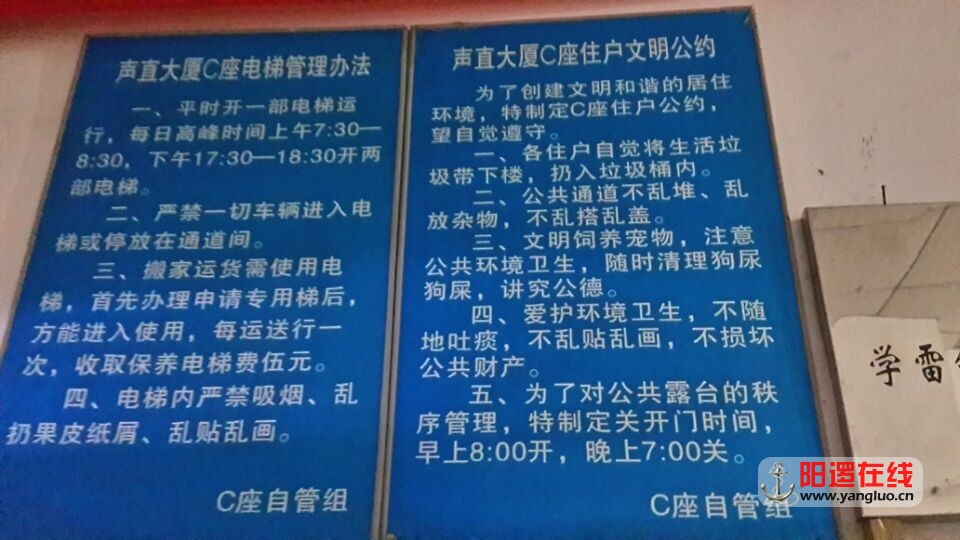 声直大厦C座电梯管理办法
一、平时开一部电梯运
行，每日高峰时间上午7:30—
8:30，下午17:30—18:30开两
部电梯。
二、严禁一切车辆进入电
梯或停放在通道间。
三、搬家运货需使用电
梯，首先办理申请专用梯后，
方能进入使用，每运送行一
次，收取保养电梯费伍元。
四、电梯内严禁吸烟、乱
扔果皮纸屑、乱贴乱画。
C座自管组
声直大厦C座住户文明公约
为了创建文明和谐的居住
环境，特制定C座住户公约，
望自觉遵守。
一、各住户自觉将生活垃
圾带下楼，扔入垃圾桶内。
二、公共通道不乱堆、乱
放杂物，不乱搭乱盖。
三、文明饲养宠物，注意
公共环境卫生，随时清理狗尿
狗屎，讲究公德。
四、爱护环境卫生，不随
地吐痰，不乱贴乱画，不损坏
公共财产。
五、为了对公共露台的秩
序管理，特制定关开门时间，
早上8:00开，晚上7:00关。
C座自管组
学雷
阳逻在线
www.yangluo.cn